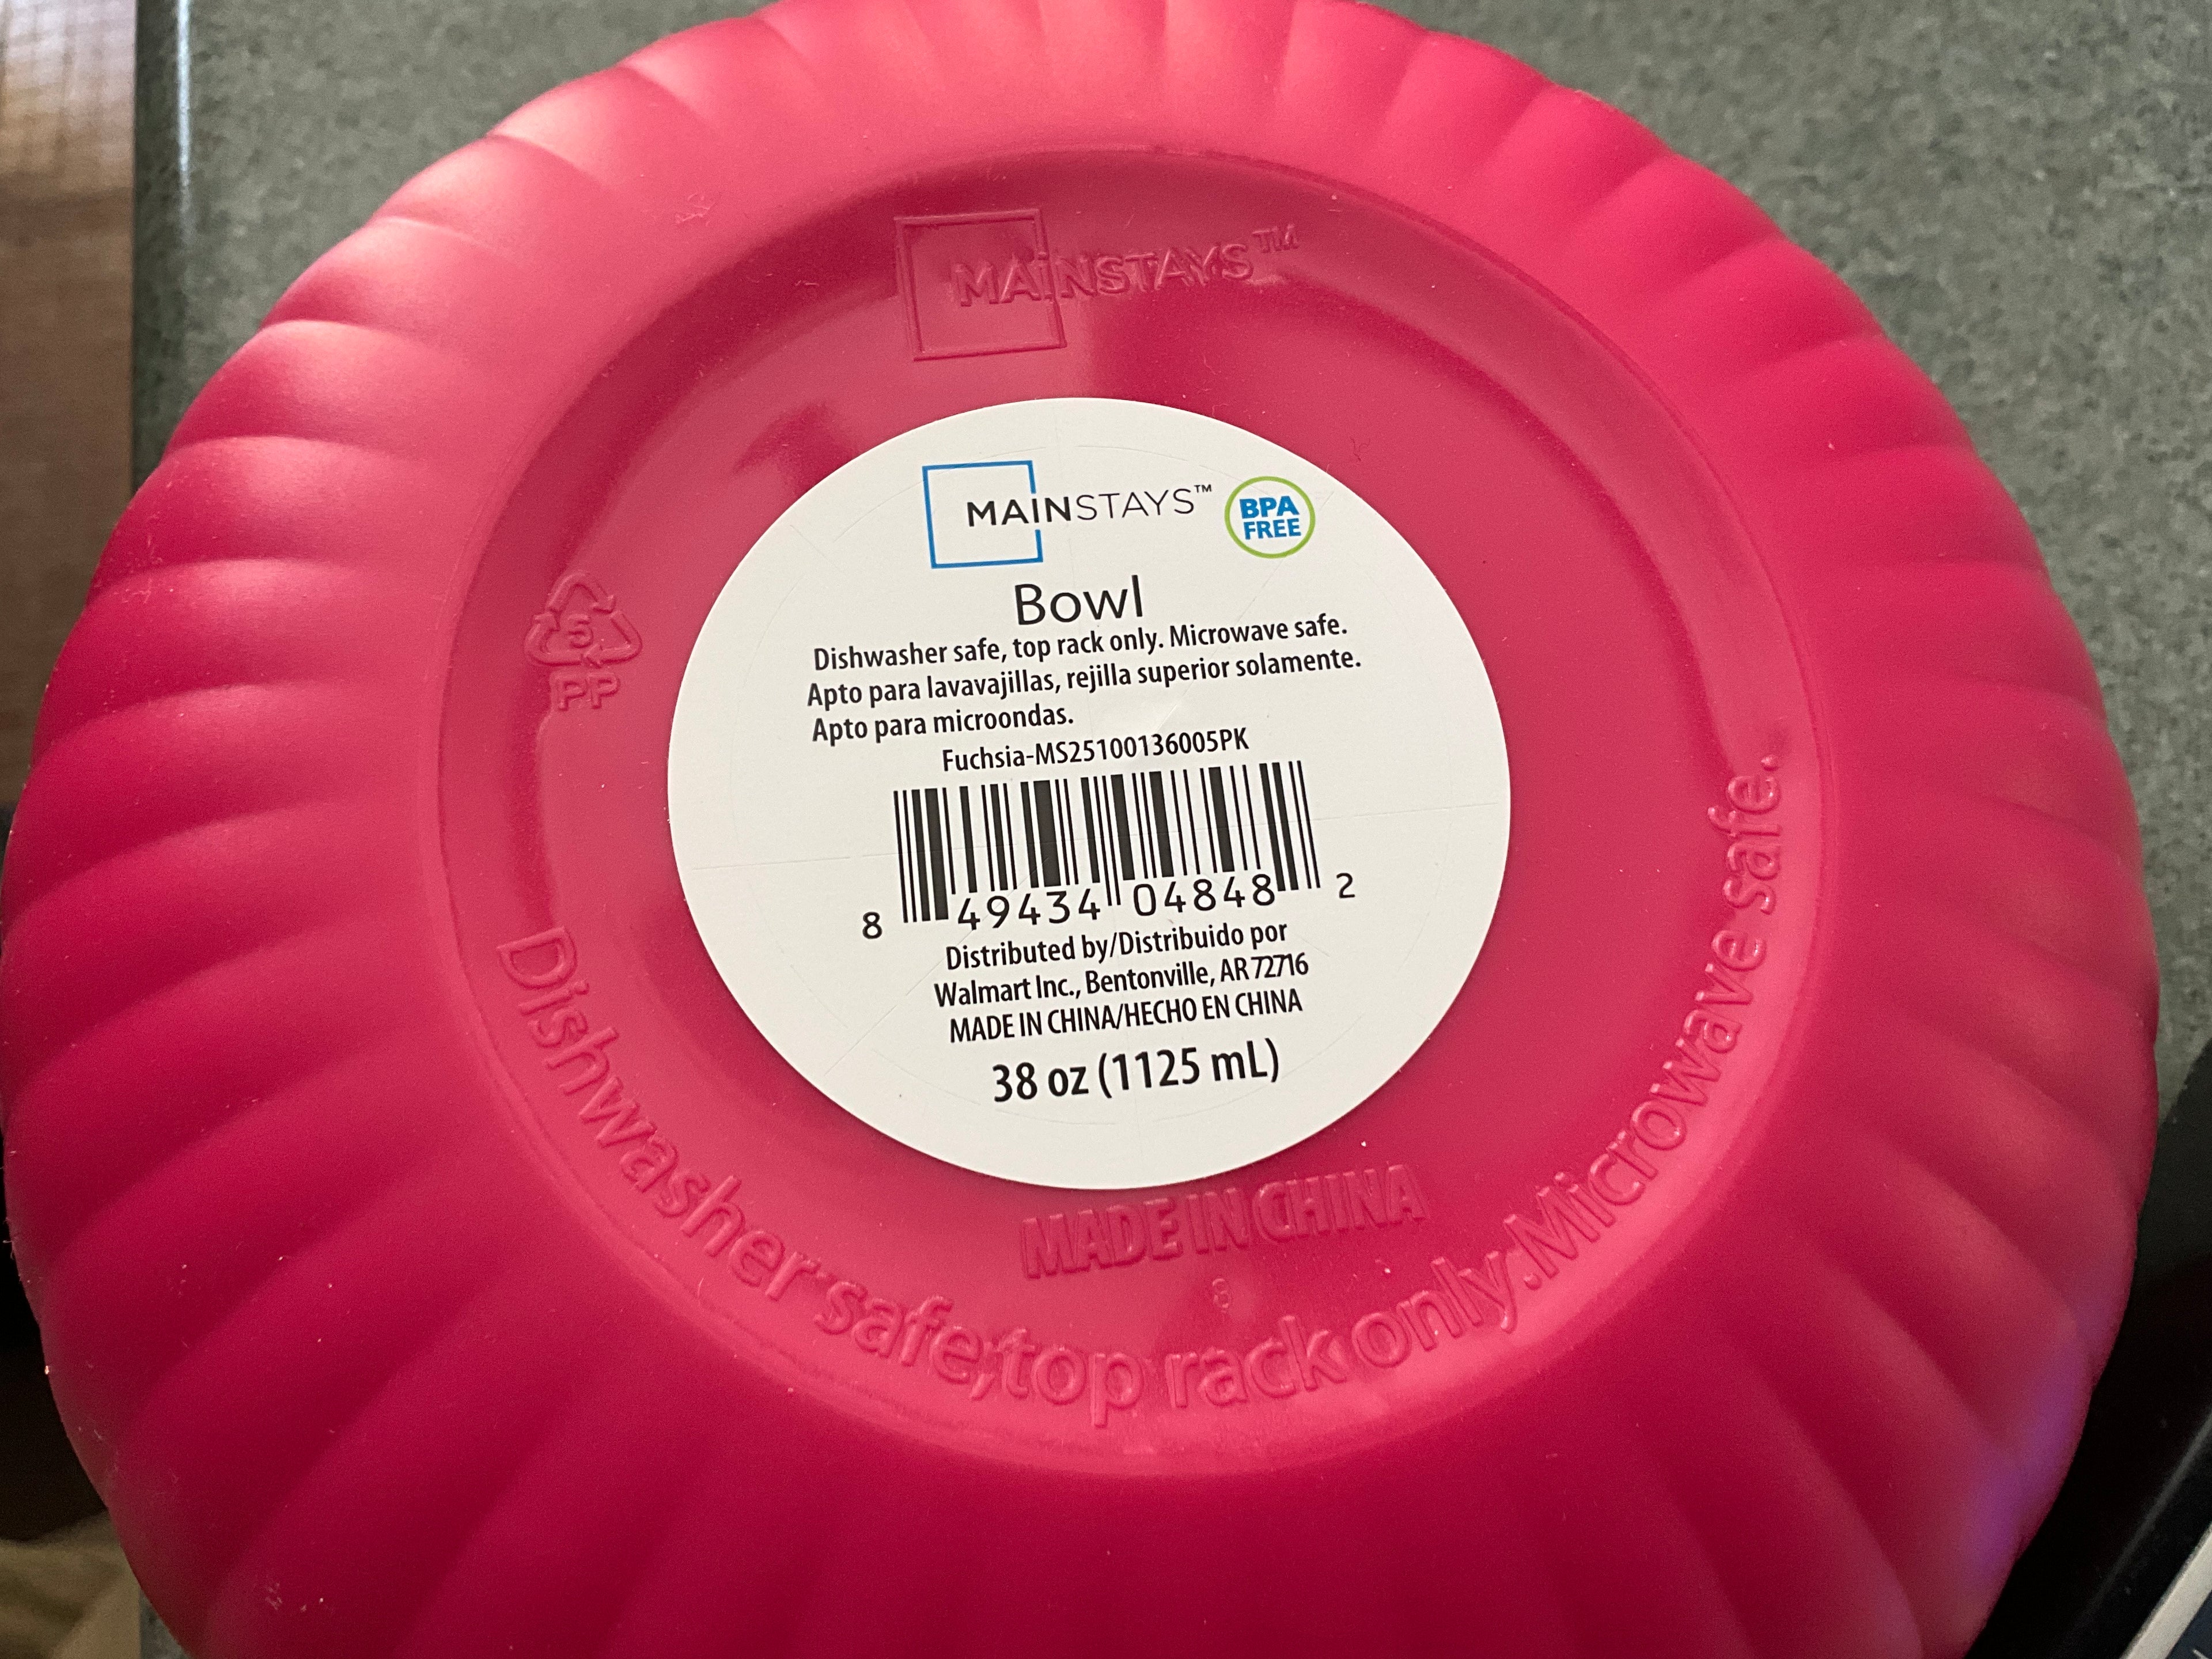 MAINSTAYS™
MAINSTAYS™
BPA
FREE
Bowl
Dishwasher safe, top rack only. Microwave safe.
Apto para lavavajillas, rejilla superior solamente.
Apto para microondas.
Fuchsia-MS25100136005PK
8 49434 04848 2
Distributed by/Distribuido por
Walmart Inc., Bentonville, AR 72716
MADE IN CHINA/HECHO EN CHINA
38 oz (1125 mL)
5
PP
MADE IN CHINA
8
Dishwasher safe,top rack only.Microwave safe.